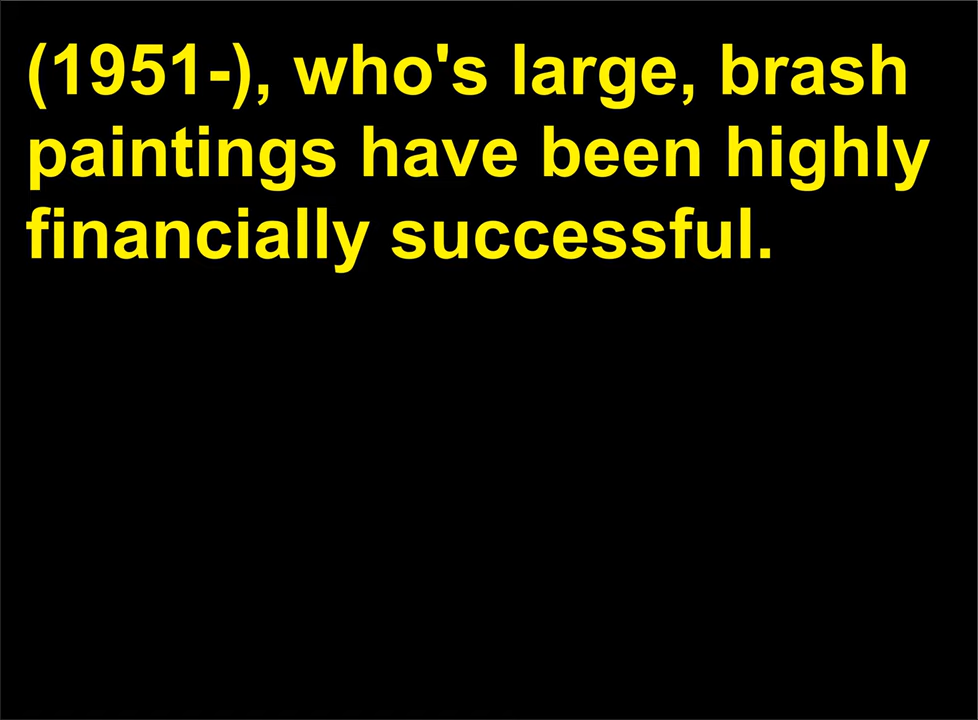 (1951-), who's large, brash
paintings have been highly
financially successful.